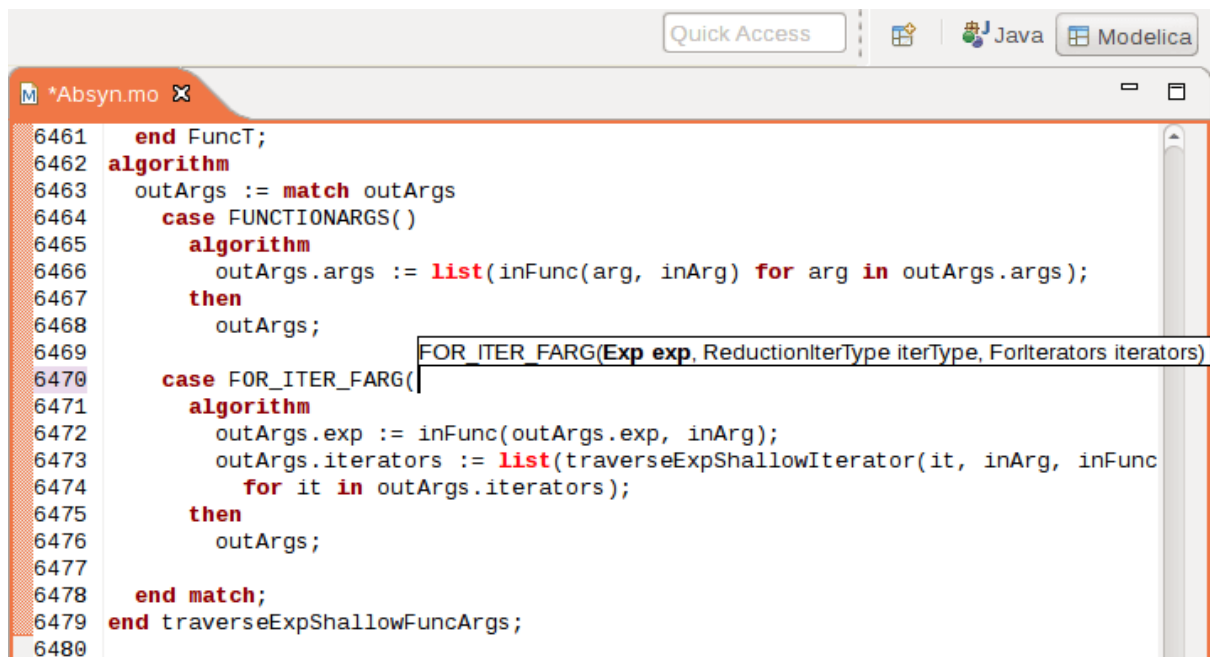 Quick Access
Java
Modelica
M *Absyn.mo
6461 end FuncT;
6462 algorithm
6463 outArgs := match outArgs
6464 case FUNCTIONARGS()
6465 algorithm
6466 outArgs.args := list(inFunc(arg, inArg) for arg in outArgs.args);
6467 then
6468 outArgs;
6469 FOR_ITER_FARG(Exp exp, ReductionIterType iterType, ForIterators iterators)
6470 case FOR_ITER_FARG(
6471 algorithm
6472 outArgs.exp := inFunc(outArgs.exp, inArg);
6473 outArgs.iterators := list(traverseExpShallowIterator(it, inArg, inFunc
6474 for it in outArgs.iterators);
6475 then
6476 outArgs;
6477
6478 end match;
6479 end traverseExpShallowFuncArgs;
6480